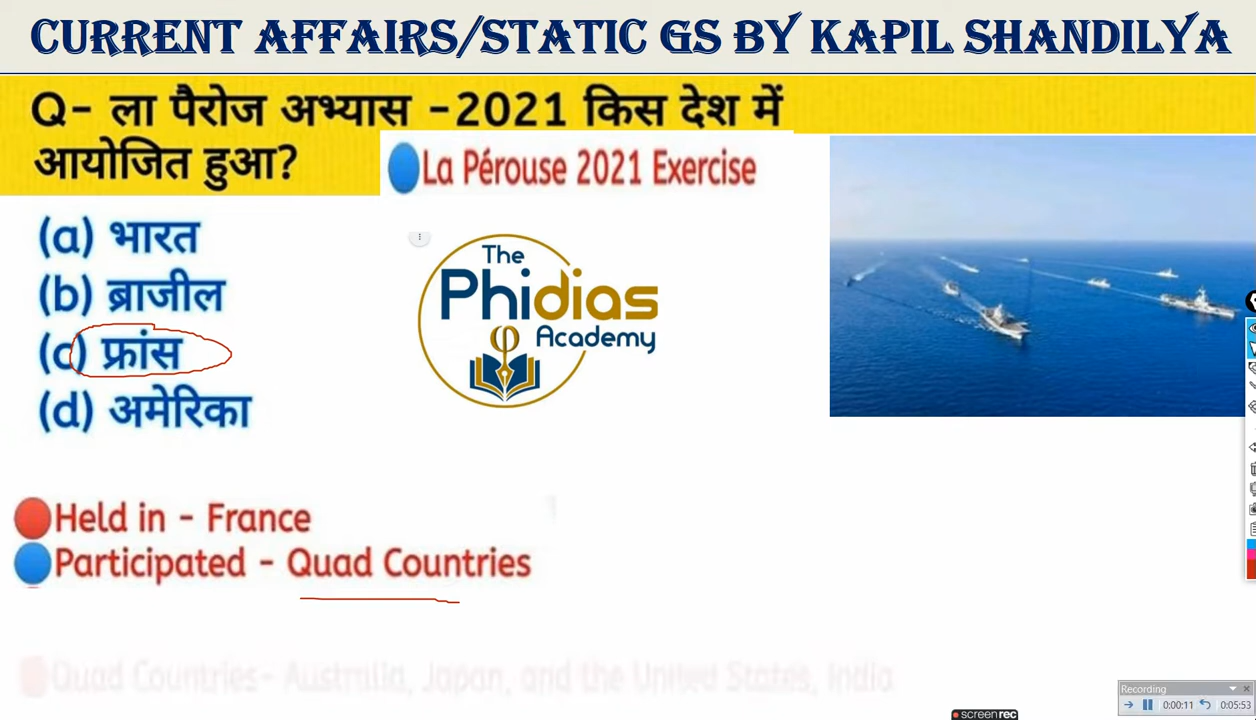 CURRENT AFFAIRS/STATIC GS BY KAPIL SHANDILYA
Q- ला पैरोज अभ्यास -2021 किस देश में
आयोजित हुआ?
La Pérouse 2021 Exercise
(a) भारत
(b) ब्राजील
(c) फ्रांस
(d) अमेरिका
The
Phidias
Academy
Held in - France
Participated - Quad Countries
Quad Countries- Australia, Japan, and the United States, India
Recording
0:00:11
0:05:53
screenrec